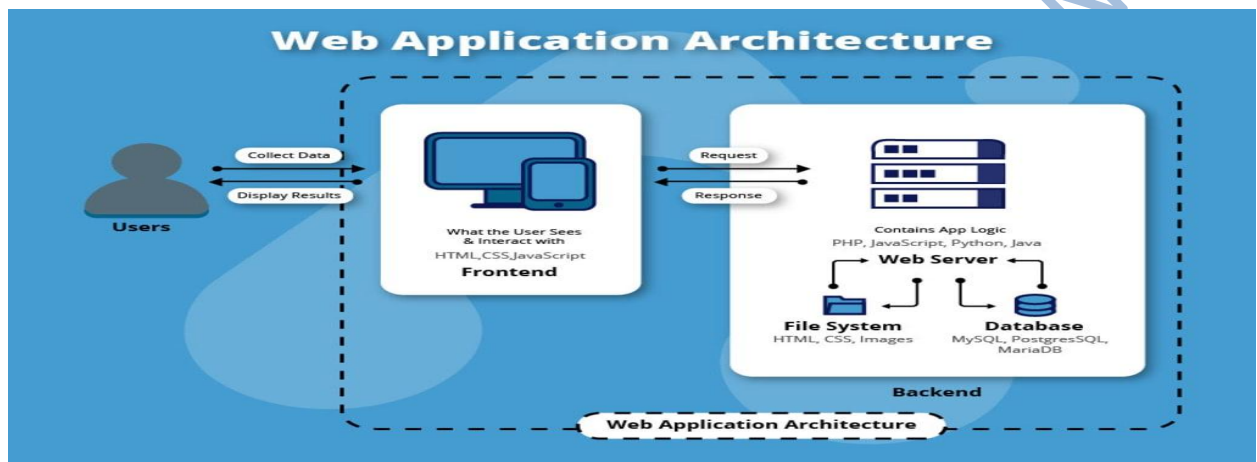 Web Application Architecture
Collect Data
Display Results
Users
What the User Sees
& Interact with
HTML,CSS,JavaScript
Frontend
Request
Response
Contains App Logic
PHP, JavaScript, Python, Java
Web Server
File System
HTML, CSS, Images
Database
MySQL, PostgresSQL,
MariaDB
Backend
Web Application Architecture